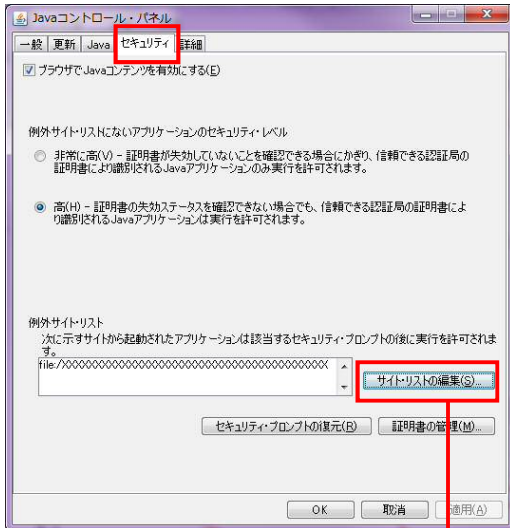 Javaコントロール・パネル
一般 更新 Java セキュリティ 詳細
ブラウザでJavaコンテンツを有効にする(E)
例外サイト・リストにないアプリケーションのセキュリティ・レベル
非常に高(V) - 証明書が失効していないことを確認できる場合にかぎり、信頼できる認証局の
証明書により識別されるJavaアプリケーションのみ実行を許可されます。
高(H) - 証明書の失効ステータスを確認できない場合でも、信頼できる認証局の証明書によ
り識別されるJavaアプリケーションは実行を許可されます。
例外サイト・リスト
次に示すサイトから起動されたアプリケーションは該当するセキュリティ・プロンプトの後に実行を許可されま
す。
file:/XXXXXXXXXXXXXXXXXXXXXXXXXXXXXXXXXXXXXXXXX
サイト・リストの編集(S)...
セキュリティ・プロンプトの復元(R) 証明書の管理(M)...
OK 取消 適用(A)